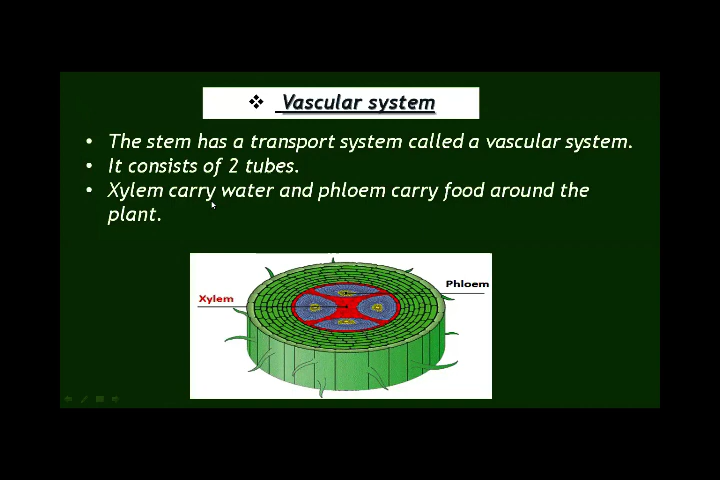 ❖ Vascular system
• The stem has a transport system called a vascular system.
• It consists of 2 tubes.
• Xylem carry water and phloem carry food around the
plant.
Phloem
Xylem